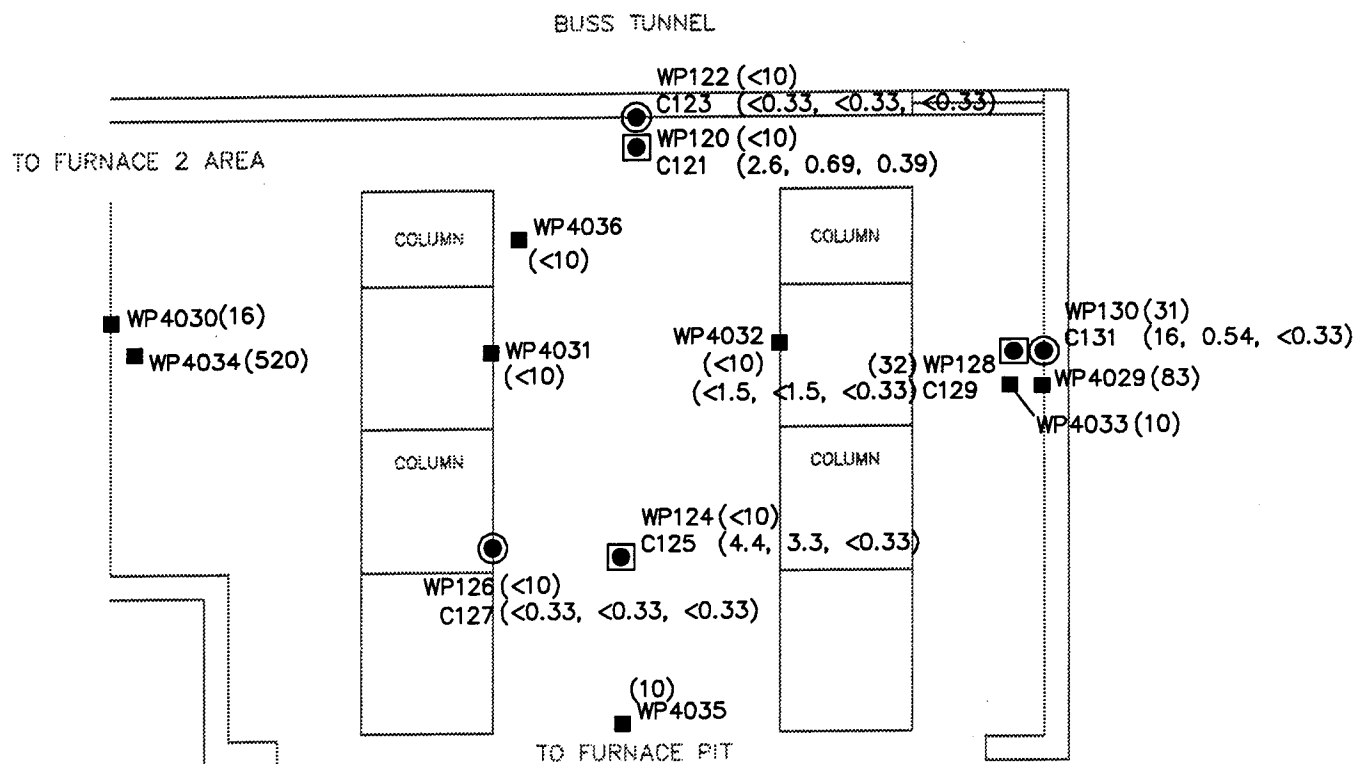 BUSS TUNNEL
WP122 (<10)
C123 (<0.33, <0.33, <0.33)
WP120 (<10)
C121 (2.6, 0.69, 0.39)
TO FURNACE 2 AREA
COLUMN
WP4036
(<10)
COLUMN
WP4030 (16)
WP4034 (520)
WP4031
(<10)
WP4032
(<10)
WP130 (31)
C131 (16, 0.54, <0.33)
(32) WP128
(<1.5, <1.5, <0.33) C129
WP4029 (83)
WP4033 (10)
COLUMN
COLUMN
WP124 (<10)
C125 (4.4, 3.3, <0.33)
WP126 (<10)
C127 (<0.33, <0.33, <0.33)
(10)
WP4035
TO FURNACE PIT